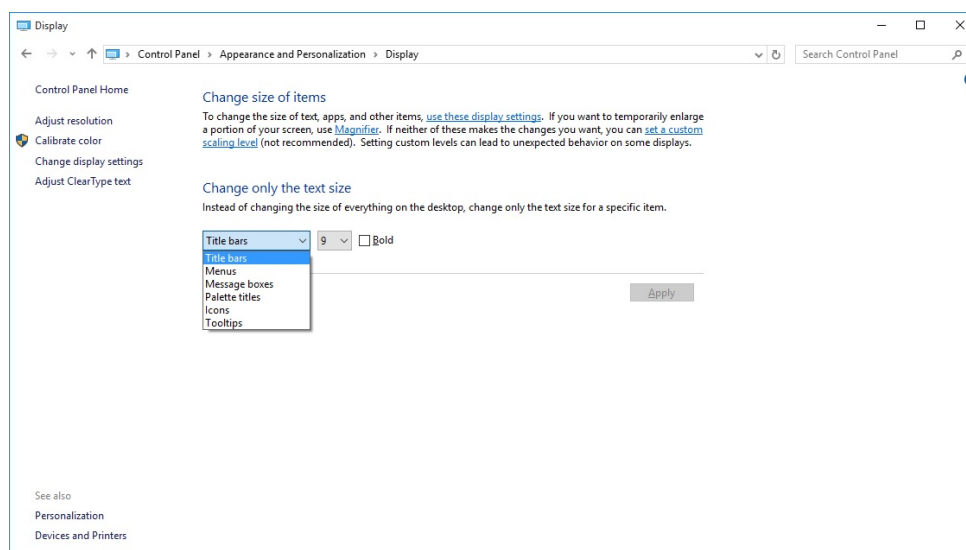 Display
Control Panel > Appearance and Personalization > Display
Search Control Panel
Control Panel Home
Adjust resolution
Calibrate color
Change display settings
Adjust ClearType text
Change size of items
To change the size of text, apps, and other items, use these display settings. If you want to temporarily enlarge
a portion of your screen, use Magnifier. If neither of these makes the changes you want, you can set a custom
scaling level (not recommended). Setting custom levels can lead to unexpected behavior on some displays.
Change only the text size
Instead of changing the size of everything on the desktop, change only the text size for a specific item.
Title bars 9 Bold
Title bars
Menus
Message boxes
Palette titles
Icons
Tooltips
Apply
See also
Personalization
Devices and Printers